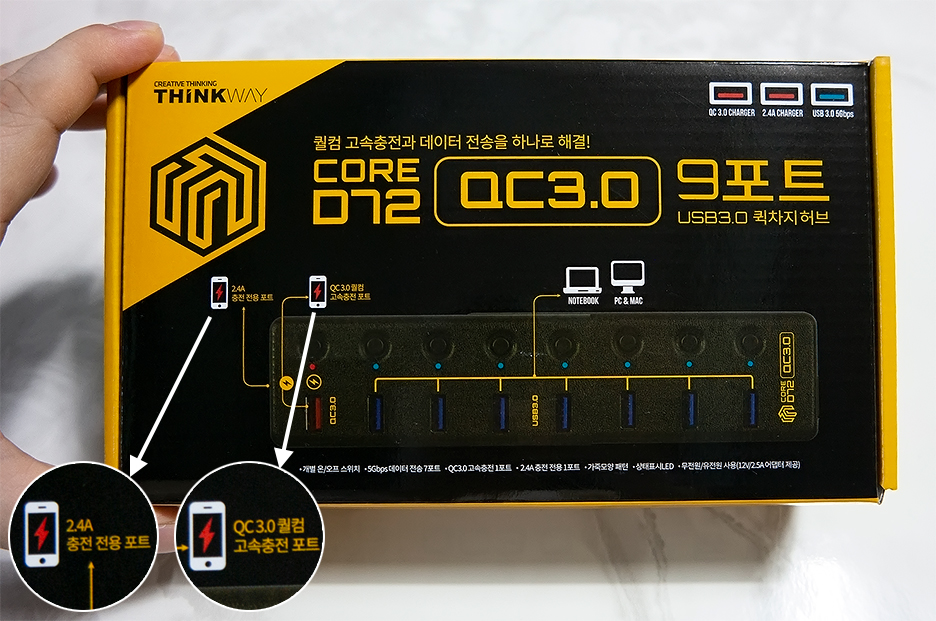 CREATIVE THINKING
THINKWAY
QC 3.0 CHARGER
2.4A CHARGER
USB 3.0 5Gbps
퀄컴 고속충전과 데이터 전송을 하나로 해결!
CORE
D72
QC3.0
9포트
USB3.0 퀵차지허브
2.4A
충전 전용 포트
QC 3.0 퀄컴
고속충전 포트
NOTEBOOK
PC & MAC
QC3.0
USB3.0
CORE
D72
QC3.0
•개별 온/오프 스위치 •5Gbps 데이터 전송 7포트 •QC3.0 고속충전 1포트 •2.4A 충전 전용 1포트 •가죽모양 패턴 •상태표시LED •무전원/유전원 사용(12V/2.5A 어댑터 제공)
2.4A
충전 전용 포트
QC 3.0 퀄컴
고속충전 포트